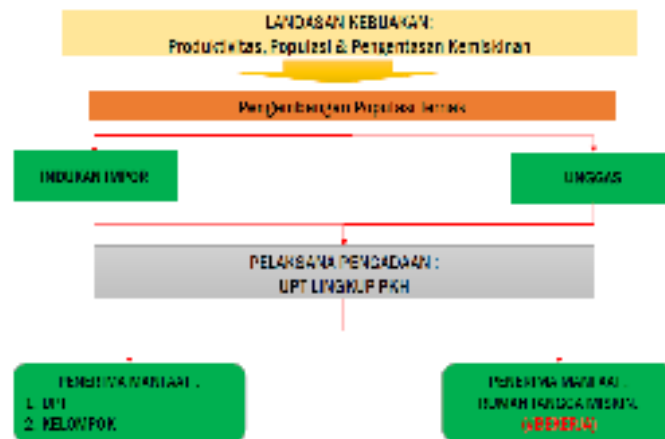 LANDASAN KEBIJAKAN :
Produktivitas, Populasi & Pengentasan Kemiskinan
Pengembangan Populasi Ternak
INDUKAN IMPOR
UNGGAS
PELAKSANA PENGADAAN :
UPT LINGKUP PKH
PENERIMA MANFAAT :
1. UPT
2. KELOMPOK
PENERIMA MANFAAT :
RUMAH TANGGA MISKIN.
(#BEKERJA)